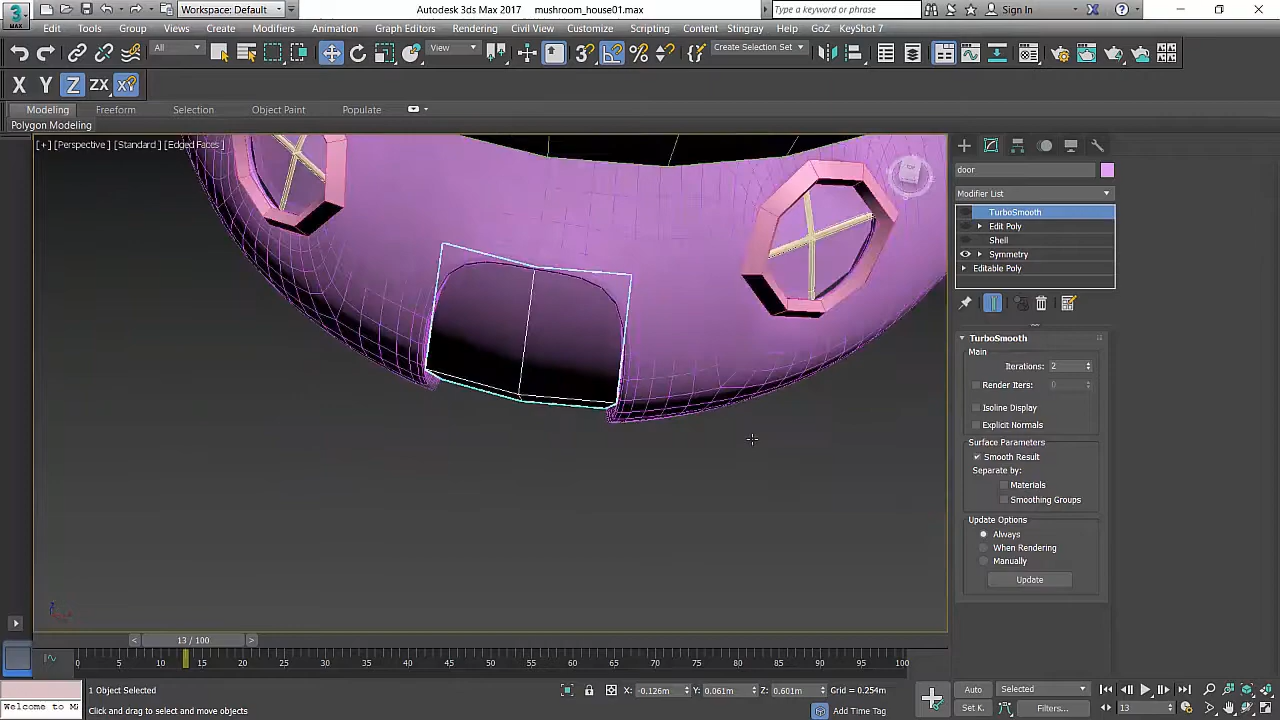 Workspace: Default
Autodesk 3ds Max 2017 mushroom_house01.max
Type a keyword or phrase
Sign In
MAX
Edit Tools Group Views Create Modifiers Animation Graph Editors Rendering Civil View Customize Scripting Content Stingray Help GoZ KeyShot 7
All View Create Selection Set
X Y Z ZX
Modeling Freeform Selection Object Paint Populate
Polygon Modeling
[+] [Perspective] [Standard] [Edged Faces]
TOP
door
Modifier List
TurboSmooth
Edit Poly
Shell
Symmetry
Editable Poly
TurboSmooth
Main
Iterations: 2
Render Iters: 0
Isoline Display
Explicit Normals
Surface Parameters
Smooth Result
Separate by:
Materials
Smoothing Groups
Update Options
Always
When Rendering
Manually
Update
13 / 100
0 5 10 15 20 25 30 35 40 45 50 55 60 65 70 75 80 85 90 95 100
1 Object Selected
X: -0.126m Y: 0.061m Z: 0.601m Grid = 0.254m
Auto Selected
Welcome to M
Click and drag to select and move objects
Add Time Tag
Set K. Filters... 13